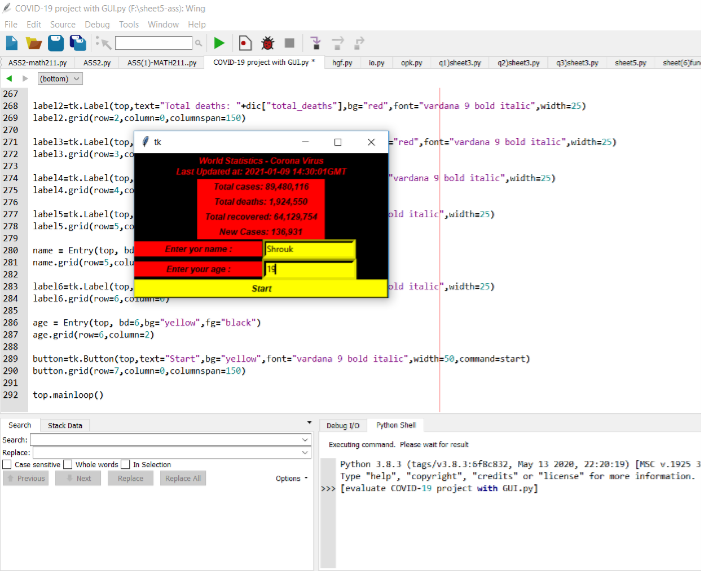 COVID-19 project with GUI.py (F:\sheet5-ass): Wing
File Edit Source Debug Tools Window Help
ASS2-math211.py ASS2.py ASS(1)-MATH211..py COVID-19 project with GUI.py * hgf.py io.py opk.py q1)sheet3.py q2)sheet3.py q3)sheet3.py sheet5.py sheet(6)func
(bottom)
267
268 label2=tk.Label(top,text="Total deaths: "+dic["total_deaths"],bg="red",font="vardana 9 bold italic",width=25)
269 label2.grid(row=2,column=0,columnspan=150)
270
271 label3=tk.Label(top, ="red",font="vardana 9 bold italic",width=25)
272 label3.grid(row=3,co
273
274 label4=tk.Label(top, ,font="vardana 9 bold italic",width=25)
275 label4.grid(row=4,co
276
277 label5=tk.Label(top, old italic",width=25)
278 label5.grid(row=5,co
279
280 name = Entry(top, bd
281 name.grid(row=5,colu
282
283 label6=tk.Label(top, old italic",width=25)
284 label6.grid(row=6,column=0)
285
286 age = Entry(top, bd=6,bg="yellow",fg="black")
287 age.grid(row=6,column=2)
288
289 button=tk.Button(top,text="Start",bg="yellow",font="vardana 9 bold italic",width=50,command=start)
290 button.grid(row=7,column=0,columnspan=150)
291
292 top.mainloop()
tk
World Statistics - Corona Virus
Last Updated at: 2021-01-09 14:30:01GMT
Total cases: 89,480,116
Total deaths: 1,924,550
Total recovered: 64,129,754
New Cases: 136,931
Enter yor name : Shrouk
Enter your age : 19
Start
Search Stack Data
Search:
Replace:
Case sensitive Whole words In Selection
Previous Next Replace Replace All Options
Debug I/O Python Shell
Executing command. Please wait for result
Python 3.8.3 (tags/v3.8.3:6f8c832, May 13 2020, 22:20:19) [MSC v.1925 3
Type "help", "copyright", "credits" or "license" for more information.
>>> [evaluate COVID-19 project with GUI.py]